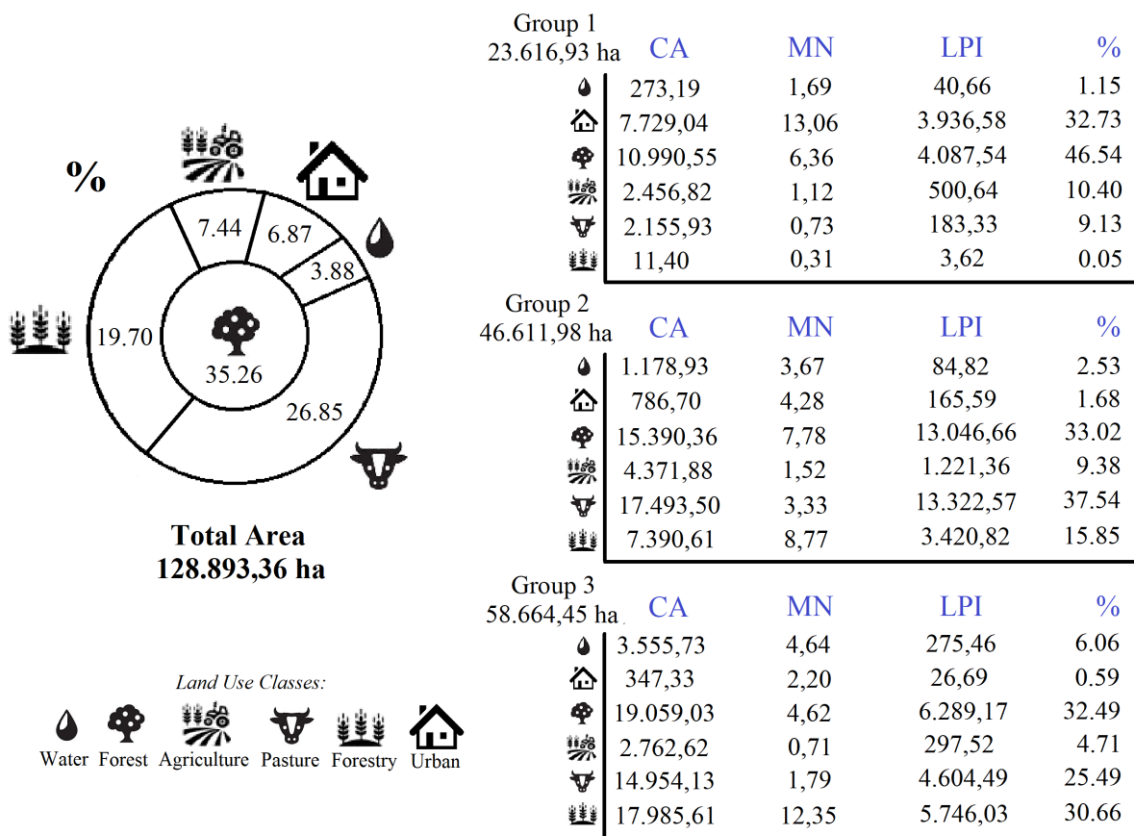 %
7.44
6.87
3.88
19.70
35.26
26.85
Total Area
128.893,36 ha
Land Use Classes:
Water Forest Agriculture Pasture Forestry Urban
Group 1
23.616,93 ha CA MN LPI %
273,19 1,69 40,66 1.15
7.729,04 13,06 3.936,58 32.73
10.990,55 6,36 4.087,54 46.54
2.456,82 1,12 500,64 10.40
2.155,93 0,73 183,33 9.13
11,40 0,31 3,62 0.05
Group 2
46.611,98 ha CA MN LPI %
1.178,93 3,67 84,82 2.53
786,70 4,28 165,59 1.68
15.390,36 7,78 13.046,66 33.02
4.371,88 1,52 1.221,36 9.38
17.493,50 3,33 13.322,57 37.54
7.390,61 8,77 3.420,82 15.85
Group 3
58.664,45 ha CA MN LPI %
3.555,73 4,64 275,46 6.06
347,33 2,20 26,69 0.59
19.059,03 4,62 6.289,17 32.49
2.762,62 0,71 297,52 4.71
14.954,13 1,79 4.604,49 25.49
17.985,61 12,35 5.746,03 30.66